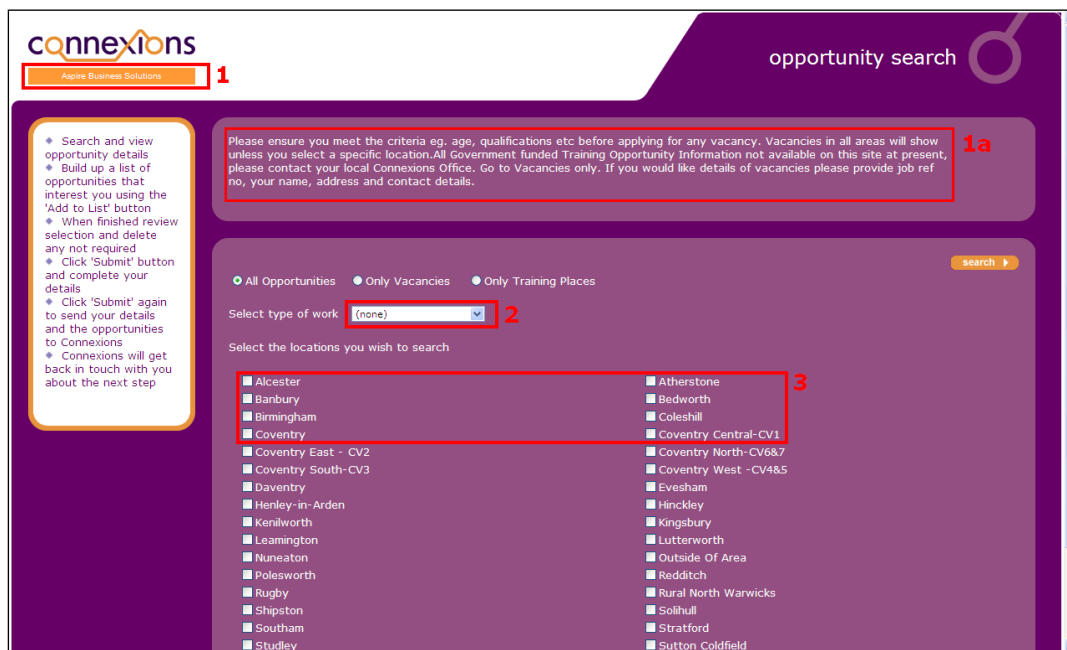 connexions
Aspire Business Solutions
1
opportunity search
Search and view
opportunity details
Build up a list of
opportunities that
interest you using the
'Add to List' button
When finished review
selection and delete
any not required
Click 'Submit' button
and complete your
details
Click 'Submit' again
to send your details
and the opportunities
to Connexions
Connexions will get
back in touch with you
about the next step
Please ensure you meet the criteria eg. age, qualifications etc before applying for any vacancy. Vacancies in all areas will show
unless you select a specific location.All Government funded Training Opportunity Information not available on this site at present,
please contact your local Connexions Office. Go to Vacancies only. If you would like details of vacancies please provide job ref
no, your name, address and contact details.
1a
search
All Opportunities Only Vacancies Only Training Places
Select type of work (none) 2
Select the locations you wish to search
Alcester Atherstone 3
Banbury Bedworth
Birmingham Coleshill
Coventry Coventry Central-CV1
Coventry East - CV2 Coventry North-CV6&7
Coventry South-CV3 Coventry West -CV4&5
Daventry Evesham
Henley-in-Arden Hinckley
Kenilworth Kingsbury
Leamington Lutterworth
Nuneaton Outside Of Area
Polesworth Redditch
Rugby Rural North Warwicks
Shipston Solihull
Southam Stratford
Studley Sutton Coldfield